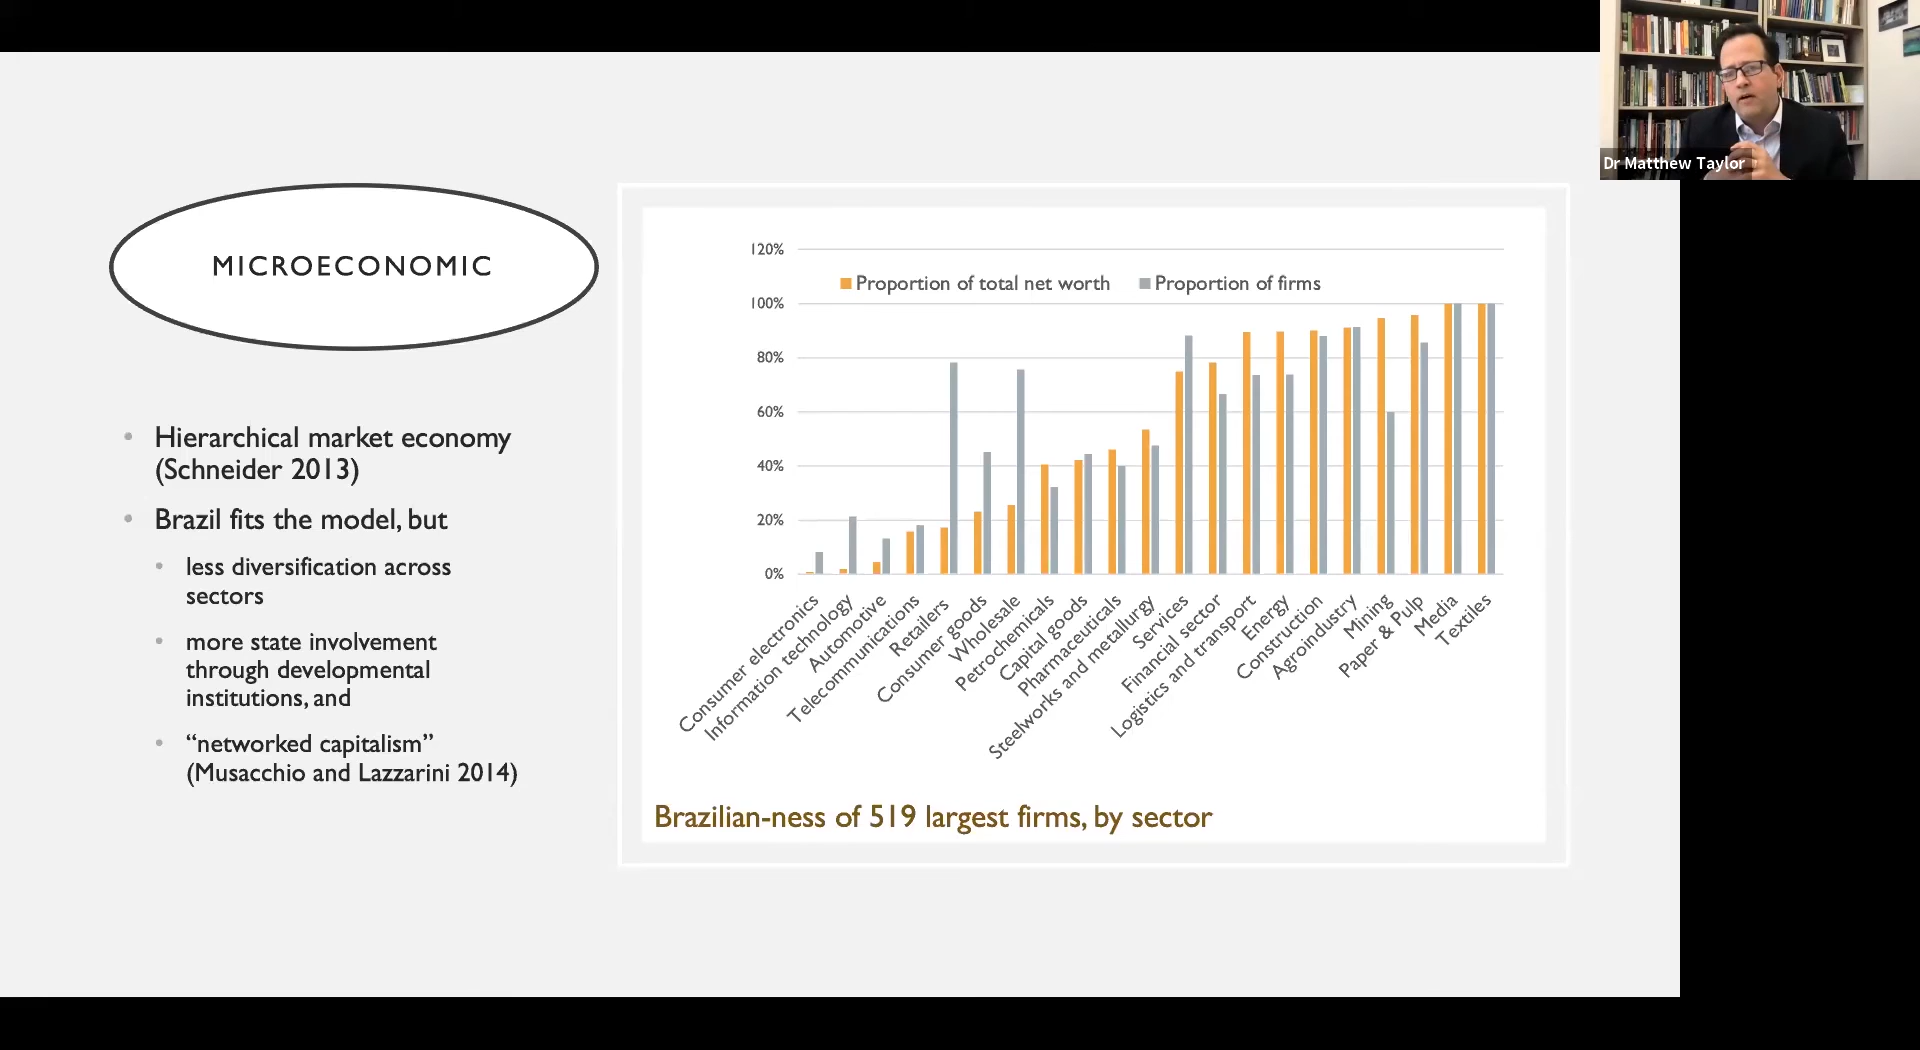 Dr Matthew Taylor
MICROECONOMIC
• Hierarchical market economy
(Schneider 2013)
• Brazil fits the model, but
• less diversification across
sectors
• more state involvement
through developmental
institutions, and
• “networked capitalism”
(Musacchio and Lazzarini 2014)
120%
Proportion of total net worth
Proportion of firms
100%
80%
60%
40%
20%
0%
Consumer electronics
Information technology
Automotive
Telecommunications
Retailers
Consumer goods
Wholesale
Petrochemicals
Capital goods
Pharmaceuticals
Steelworks and metallurgy
Services
Financial sector
Logistics and transport
Energy
Construction
Agroindustry
Mining
Paper & Pulp
Media
Textiles
Brazilian-ness of 519 largest firms, by sector